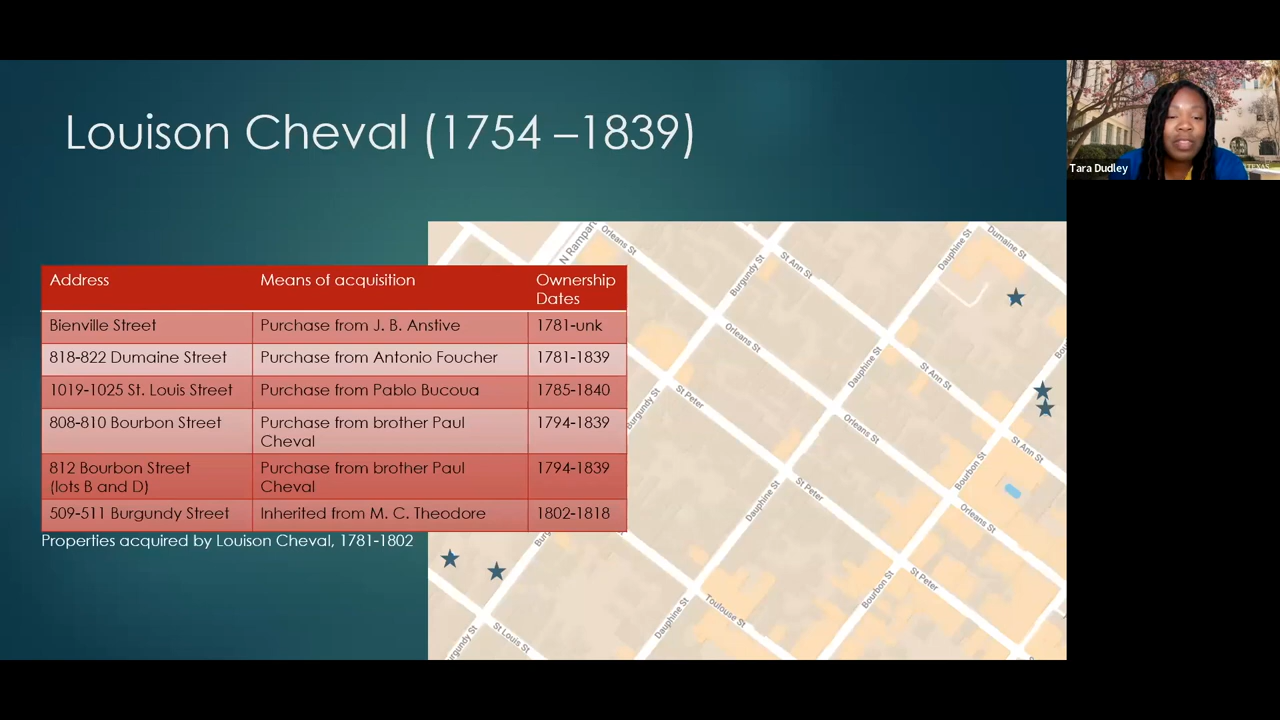 Louison Cheval (1754 –1839)
Tara Dudley
TEXAS
Address Means of acquisition Ownership Dates
Bienville Street Purchase from J. B. Anstive 1781-unk
818-822 Dumaine Street Purchase from Antonio Foucher 1781-1839
1019-1025 St. Louis Street Purchase from Pablo Bucoua 1785-1840
808-810 Bourbon Street Purchase from brother Paul Cheval 1794-1839
812 Bourbon Street (lots B and D) Purchase from brother Paul Cheval 1794-1839
509-511 Burgundy Street Inherited from M. C. Theodore 1802-1818
Properties acquired by Louison Cheval, 1781-1802
N Rampar
Orleans St
Burgundy St
St Ann St
Dauphine St
Dumaine St
Orleans St
Dauphine St
St Ann St
Bou
Burgundy St
St Peter
Orleans St
St Ann St
Bourbon St
Dauphine St
St Peter
Orleans St
Burg
Bourbon St
St Peter
Dauphine St
Toulouse St
urgundy St
St Louis St